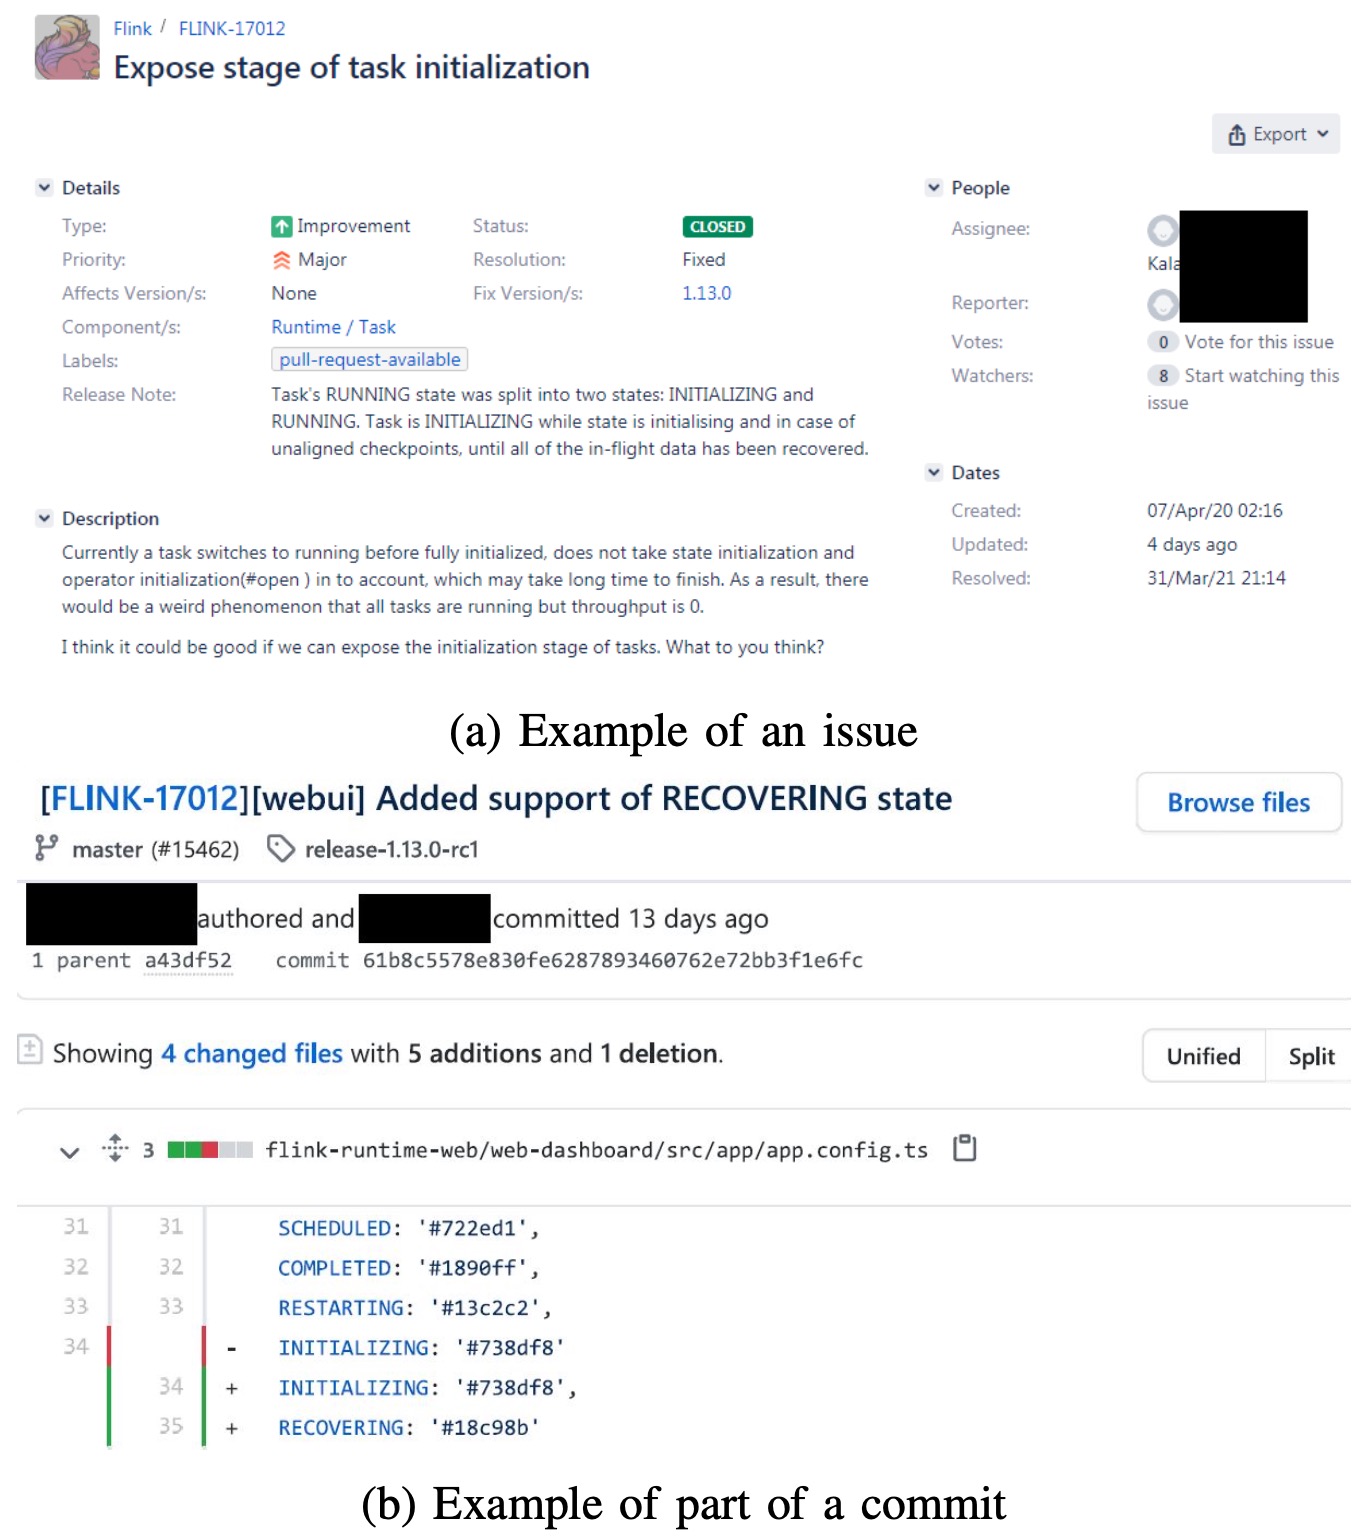 Flink / FLINK-17012
Expose stage of task initialization
Export
Details
Type: Improvement Status: CLOSED
Priority: Major Resolution: Fixed
Affects Version/s: None Fix Version/s: 1.13.0
Component/s: Runtime / Task
Labels: pull-request-available
Release Note: Task's RUNNING state was split into two states: INITIALIZING and
RUNNING. Task is INITIALIZING while state is initialising and in case of
unaligned checkpoints, until all of the in-flight data has been recovered.
Description
Currently a task switches to running before fully initialized, does not take state initialization and
operator initialization(#open ) in to account, which may take long time to finish. As a result, there
would be a weird phenomenon that all tasks are running but throughput is 0.
I think it could be good if we can expose the initialization stage of tasks. What to you think?
People
Assignee:
Kala
Reporter:
Votes: 0 Vote for this issue
Watchers: 8 Start watching this
issue
Dates
Created: 07/Apr/20 02:16
Updated: 4 days ago
Resolved: 31/Mar/21 21:14
(a) Example of an issue
[FLINK-17012][webui] Added support of RECOVERING state
Browse files
master (#15462) release-1.13.0-rc1
authored and committed 13 days ago
1 parent a43df52 commit 61b8c5578e830fe6287893460762e72bb3f1e6fc
Showing 4 changed files with 5 additions and 1 deletion.
Unified Split
3 flink-runtime-web/web-dashboard/src/app/app.config.ts
31 31 SCHEDULED: '#722ed1',
32 32 COMPLETED: '#1890ff',
33 33 RESTARTING: '#13c2c2',
34 - INITIALIZING: '#738df8'
34 + INITIALIZING: '#738df8',
35 + RECOVERING: '#18c98b'
(b) Example of part of a commit